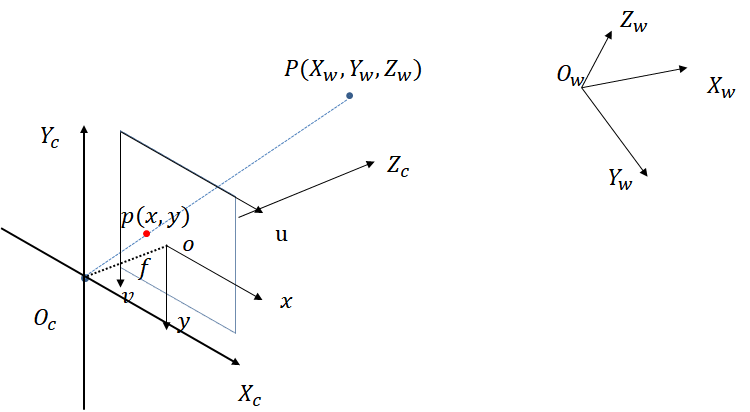 Z_w
P(X_w, Y_w, Z_w)
O_w
X_w
Y_c
Z_c
Y_w
p(x, y)
u
o
f
v
x
O_c
y
X_c